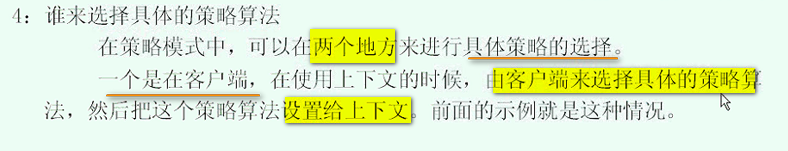 4：谁来选择具体的策略算法
在策略模式中，可以在两个地方来进行具体策略的选择。
一个是在客户端，在使用上下文的时候，由客户端来选择具体的策略算
法，然后把这个策略算法设置给上下文。前面的示例就是这种情况。